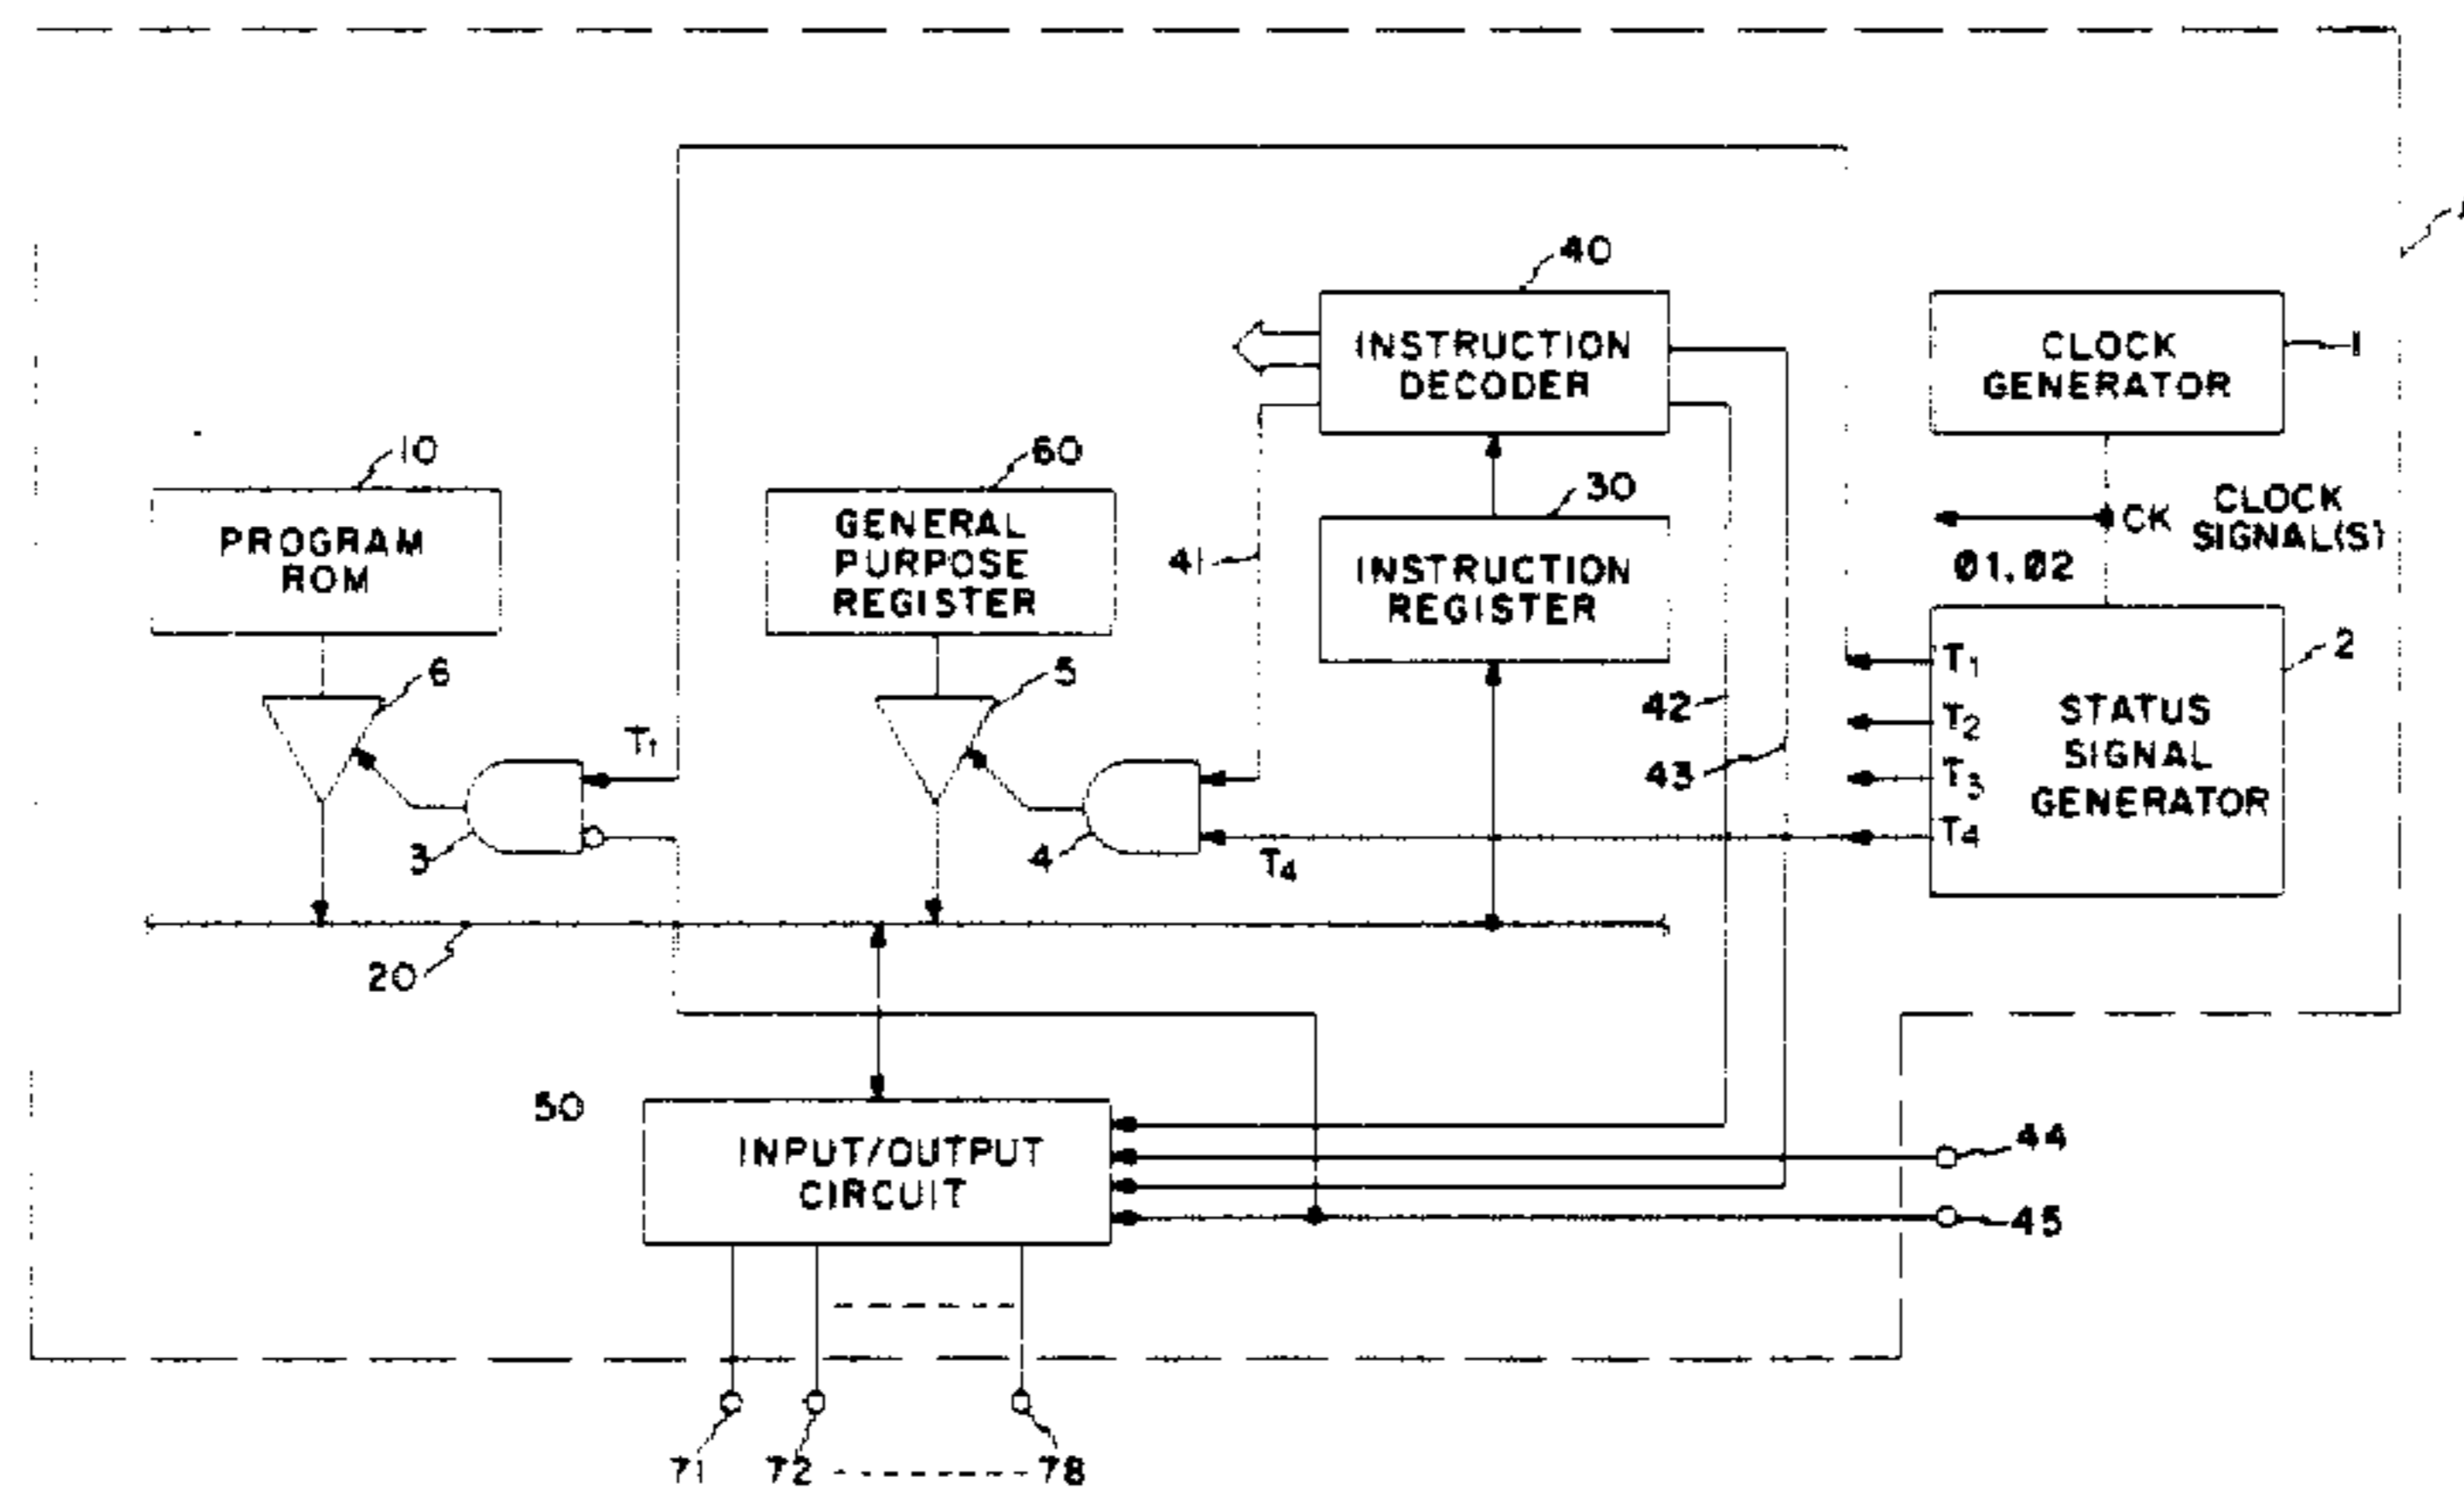 40
INSTRUCTION
DECODER
CLOCK
GENERATOR
1
10
60
30
CK
CLOCK
SIGNAL(S)
Ø1, Ø2
PROGRAM
ROM
GENERAL
PURPOSE
REGISTER
41
INSTRUCTION
REGISTER
2
6
5
42
43
T1
T2
T3
T4
STATUS
SIGNAL
GENERATOR
T1
3
4
T4
20
50
INPUT/OUTPUT
CIRCUIT
44
45
71
72
78